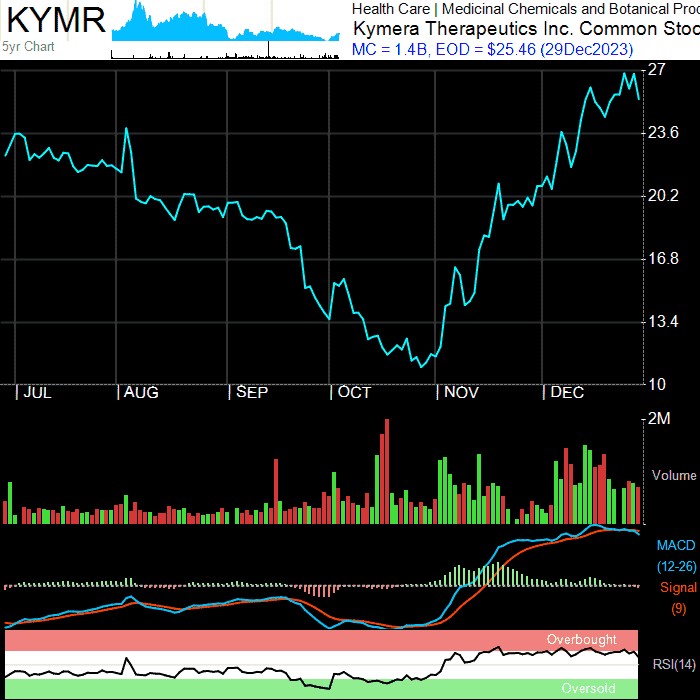 KYMR
5yr Chart
Health Care | Medicinal Chemicals and Botanical Proc
Kymera Therapeutics Inc. Common Stoc
MC = 1.4B, EOD = $25.46 (29Dec2023)
27
23.6
20.2
16.8
13.4
10
| JUL | AUG | SEP | OCT | NOV | DEC
2M
Volume
MACD
(12-26)
Signal
(9)
Overbought
RSI(14)
Oversold